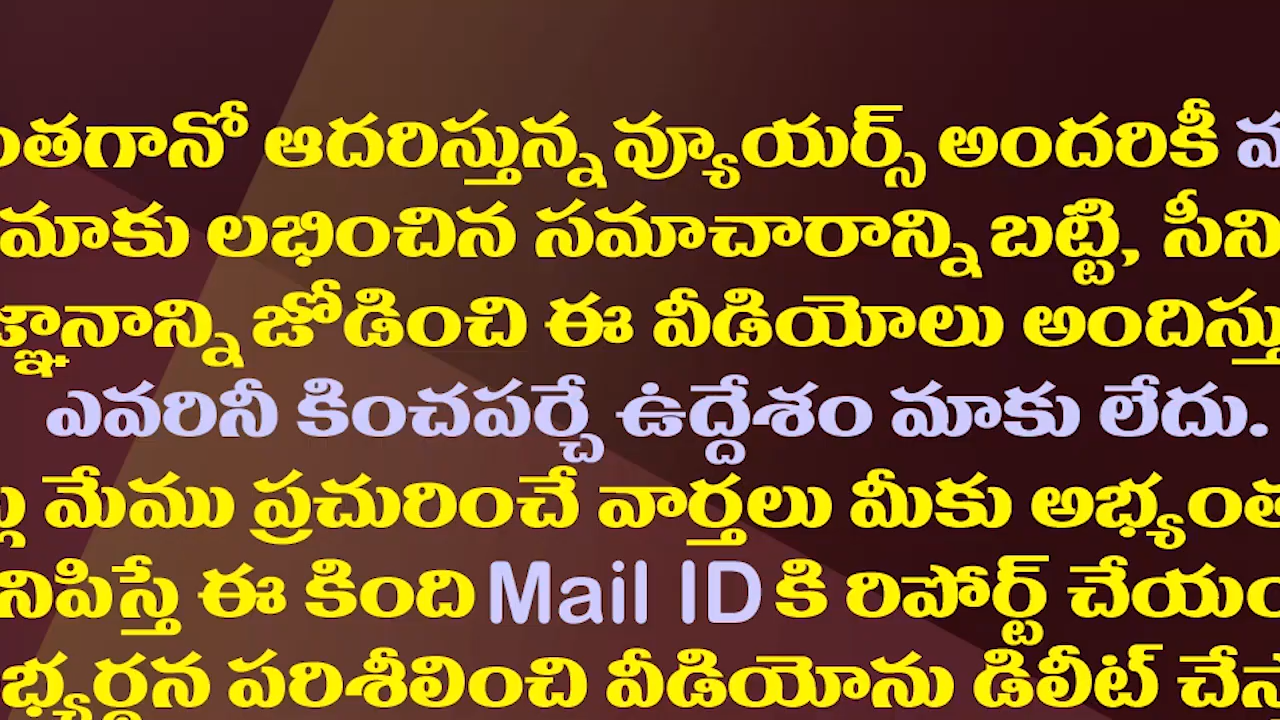 ంతగానో ఆదరిస్తున్న వ్యూయర్స్ అందరికీ
మాకు లభించిన సమాచారాన్ని బట్టి, సీని
జ్ఞానాన్ని జోడించి ఈ వీడియోలు అందిస్తు
ఎవరినీ కించపర్చే ఉద్దేశం మాకు లేదు.
మేము ప్రచురించే వార్తలు మీకు అభ్యంత
నిపిస్తే ఈ కింది Mail ID కి రిపోర్ట్ చేయం
భ్యర్థన పరిశీలించి వీడియోను డిలీట్ చేస